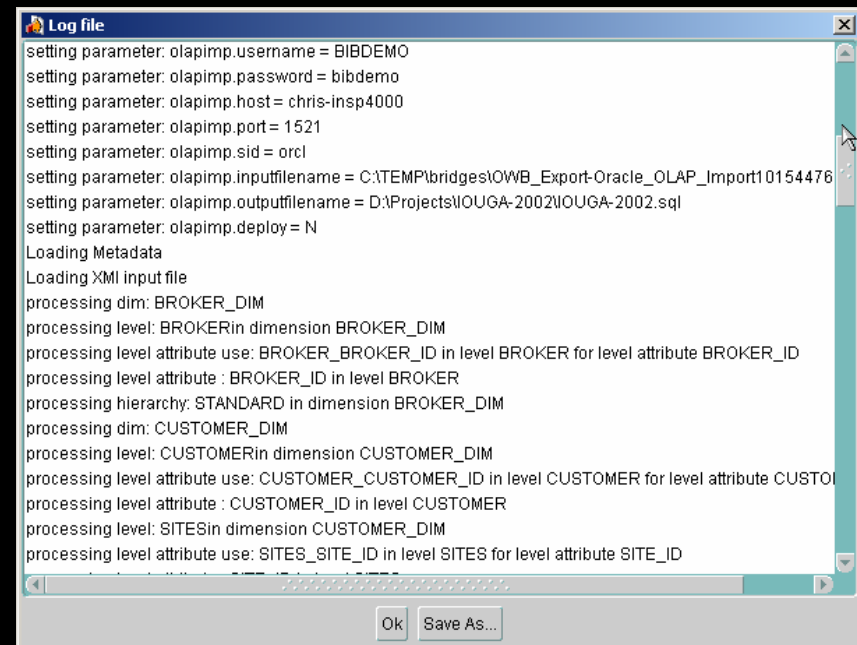 Log file
setting parameter: olapimp.username = BIBDEMO
setting parameter: olapimp.password = bibdemo
setting parameter: olapimp.host = chris-insp4000
setting parameter: olapimp.port = 1521
setting parameter: olapimp.sid = orcl
setting parameter: olapimp.inputfilename = C:\TEMP\bridges\OWB_Export-Oracle_OLAP_Import10154476
setting parameter: olapimp.outputfilename = D:\Projects\IOUGA-2002\IOUGA-2002.sql
setting parameter: olapimp.deploy = N
Loading Metadata
Loading XMI input file
processing dim: BROKER_DIM
processing level: BROKERin dimension BROKER_DIM
processing level attribute use: BROKER_BROKER_ID in level BROKER for level attribute BROKER_ID
processing level attribute : BROKER_ID in level BROKER
processing hierarchy: STANDARD in dimension BROKER_DIM
processing dim: CUSTOMER_DIM
processing level: CUSTOMERin dimension CUSTOMER_DIM
processing level attribute use: CUSTOMER_CUSTOMER_ID in level CUSTOMER for level attribute CUSTO
processing level attribute : CUSTOMER_ID in level CUSTOMER
processing level: SITESin dimension CUSTOMER_DIM
processing level attribute use: SITES_SITE_ID in level SITES for level attribute SITE_ID
Ok Save As...